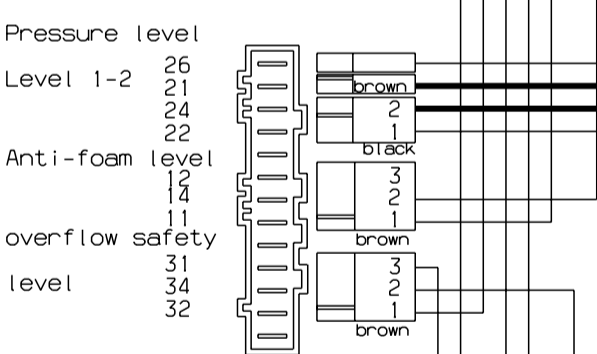 Pressure level
26
Level 1-2
21
24
22
Anti-foam level
12
14
11
overflow safety
31
level
34
32
brown
2
1
black
3
2
1
brown
3
2
1
brown